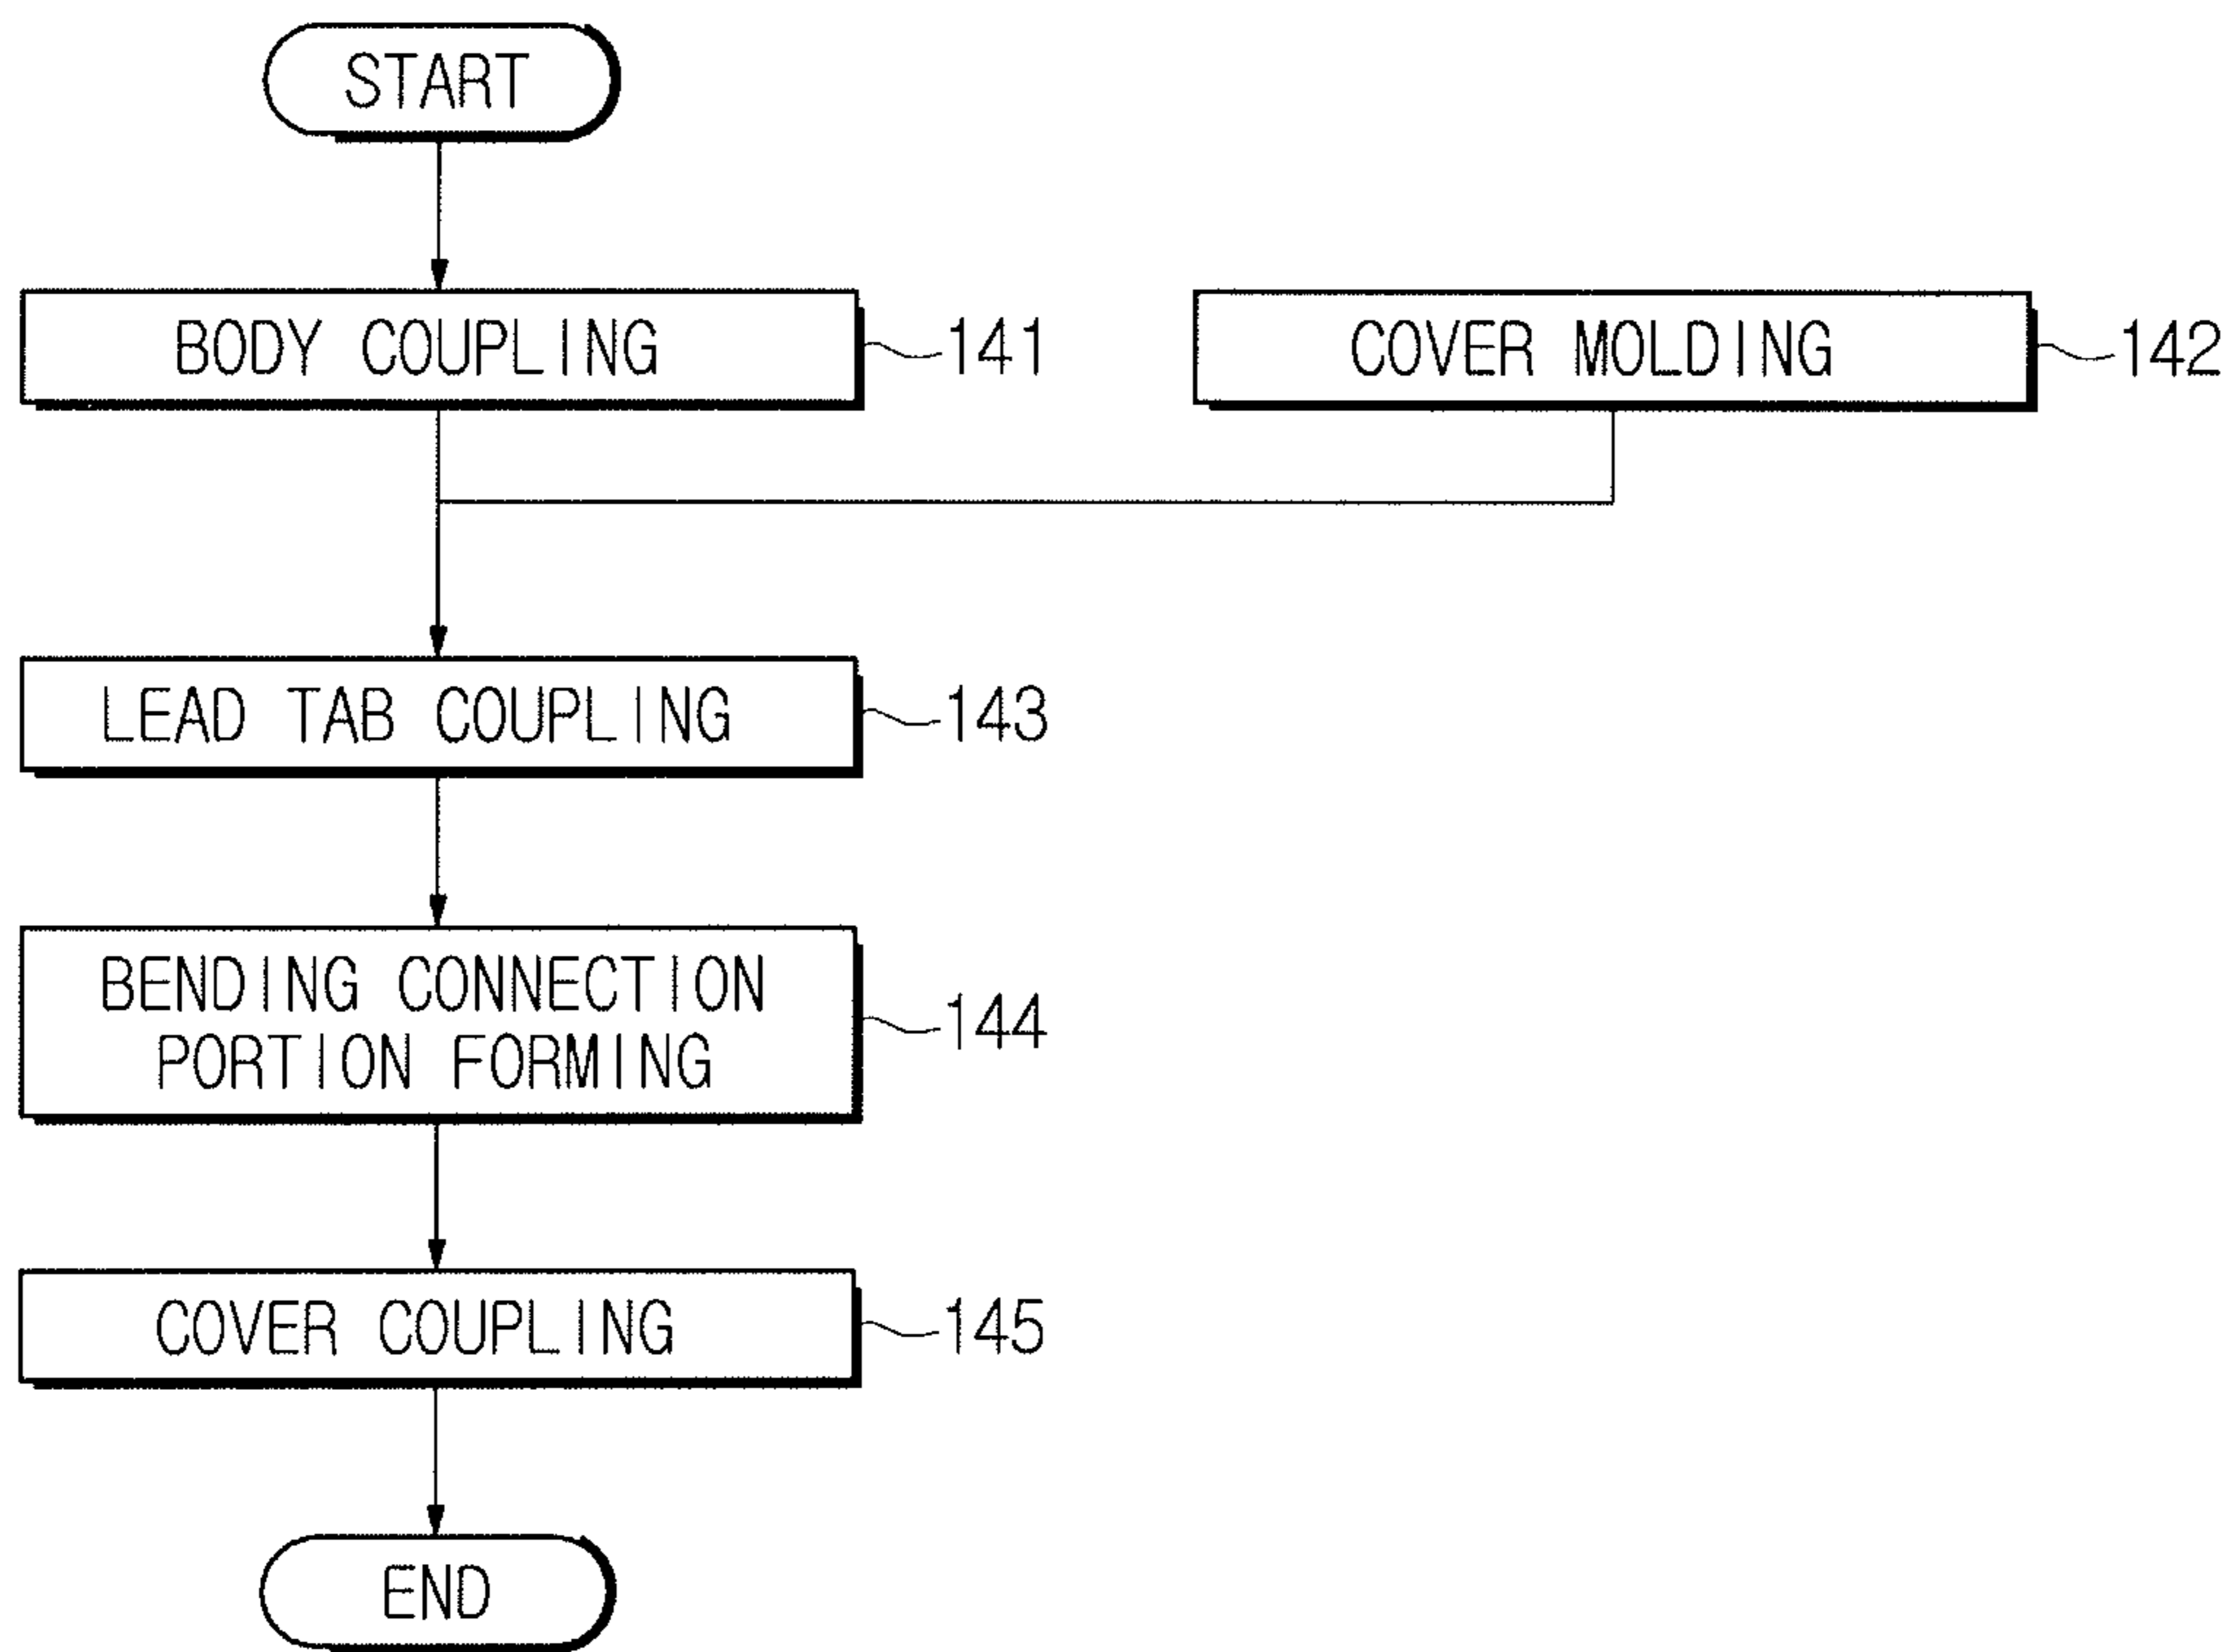 START
BODY COUPLING
141
COVER MOLDING
142
LEAD TAB COUPLING
143
BENDING CONNECTION
PORTION FORMING
144
COVER COUPLING
145
END